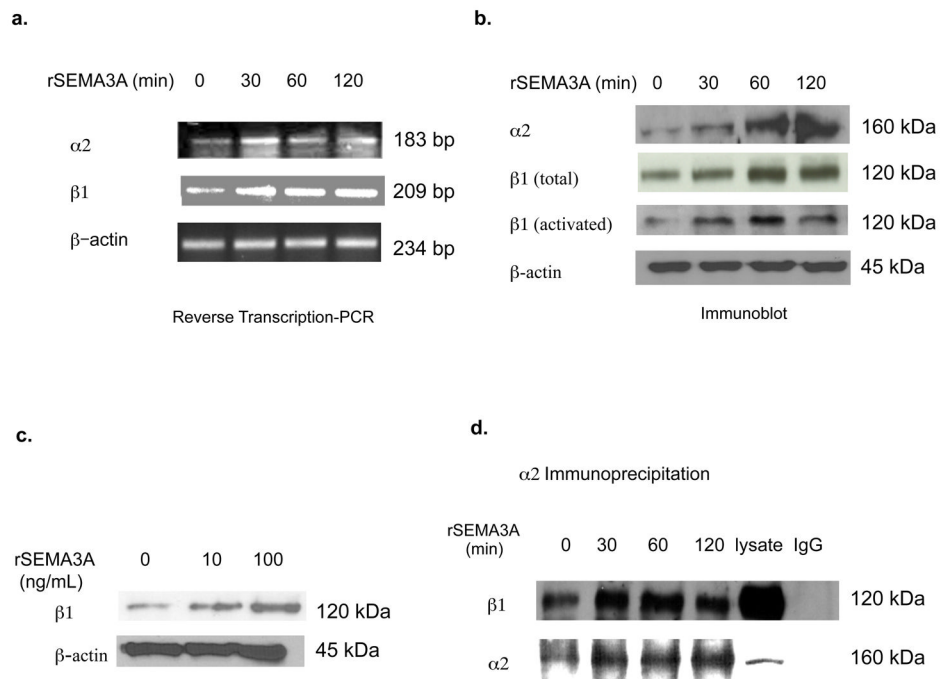 a.
rSEMA3A (min) 0 30 60 120
α2 183 bp
β1 209 bp
β−actin 234 bp
Reverse Transcription-PCR
b.
rSEMA3A (min) 0 30 60 120
α2 160 kDa
β1 (total) 120 kDa
β1 (activated) 120 kDa
β-actin 45 kDa
Immunoblot
c.
rSEMA3A 0 10 100
(ng/mL)
β1 120 kDa
β-actin 45 kDa
d.
α2 Immunoprecipitation
rSEMA3A
(min) 0 30 60 120 lysate IgG
β1 120 kDa
α2 160 kDa